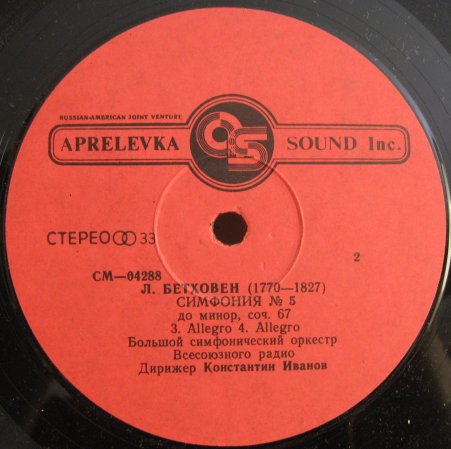 RUSSIAN-AMERICAN JOINT VENTURE
APRELEVKA SOUND Inc.
СТЕРЕО 33
2
СМ—04288
Л. БЕТХОВЕН (1770—1827)
СИМФОНИЯ № 5
до минор, соч. 67
3. Allegro 4. Allegro
Большой симфонический оркестр
Всесоюзного радио
Дирижер Константин Иванов